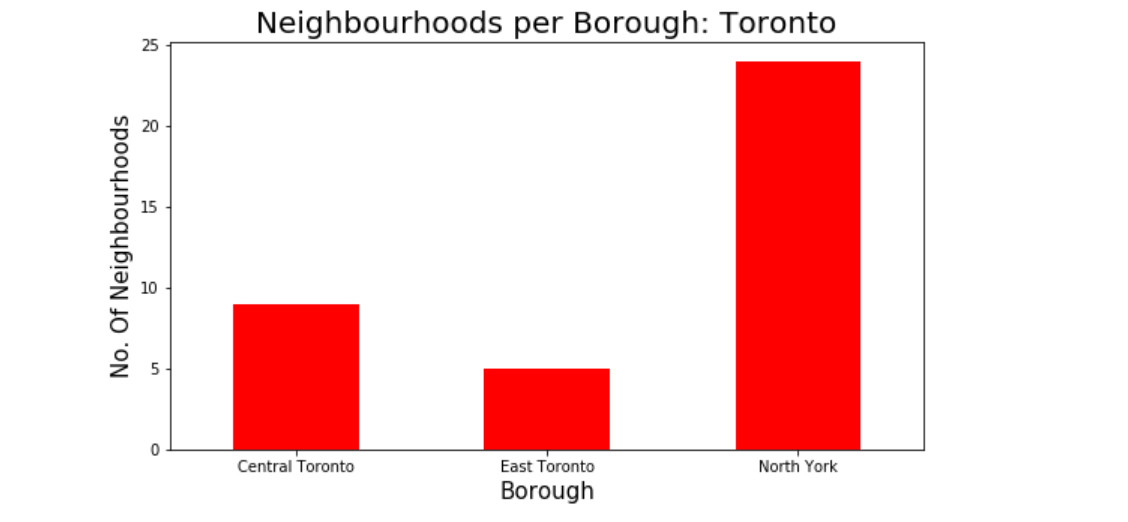 Neighbourhoods per Borough: Toronto
No. Of Neighbourhoods
25
20
15
10
5
0
Central Toronto
East Toronto
North York
Borough